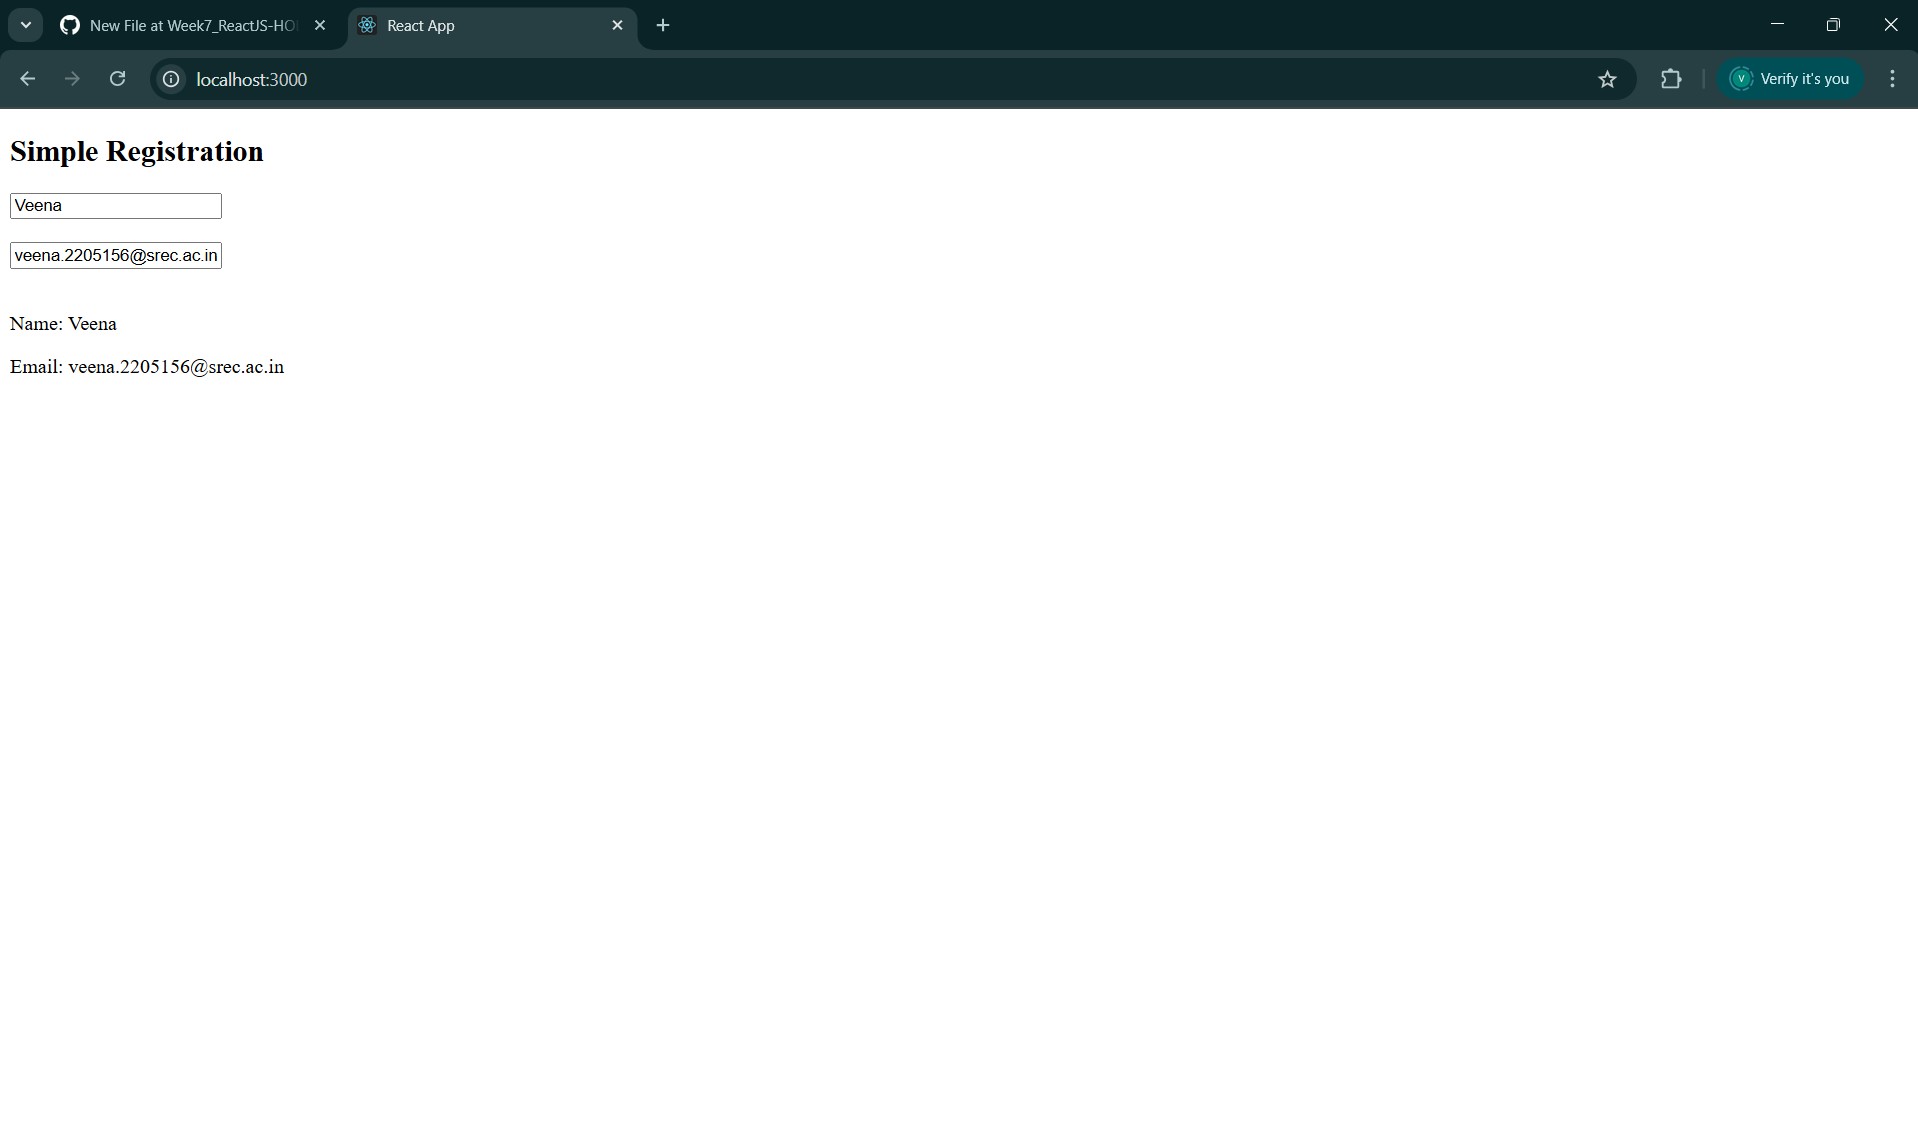 New File at Week7_ReactJS-HO
React App
localhost:3000
V
Verify it's you
Simple Registration
Veena
veena.2205156@srec.ac.in
Name: Veena
Email: veena.2205156@srec.ac.in